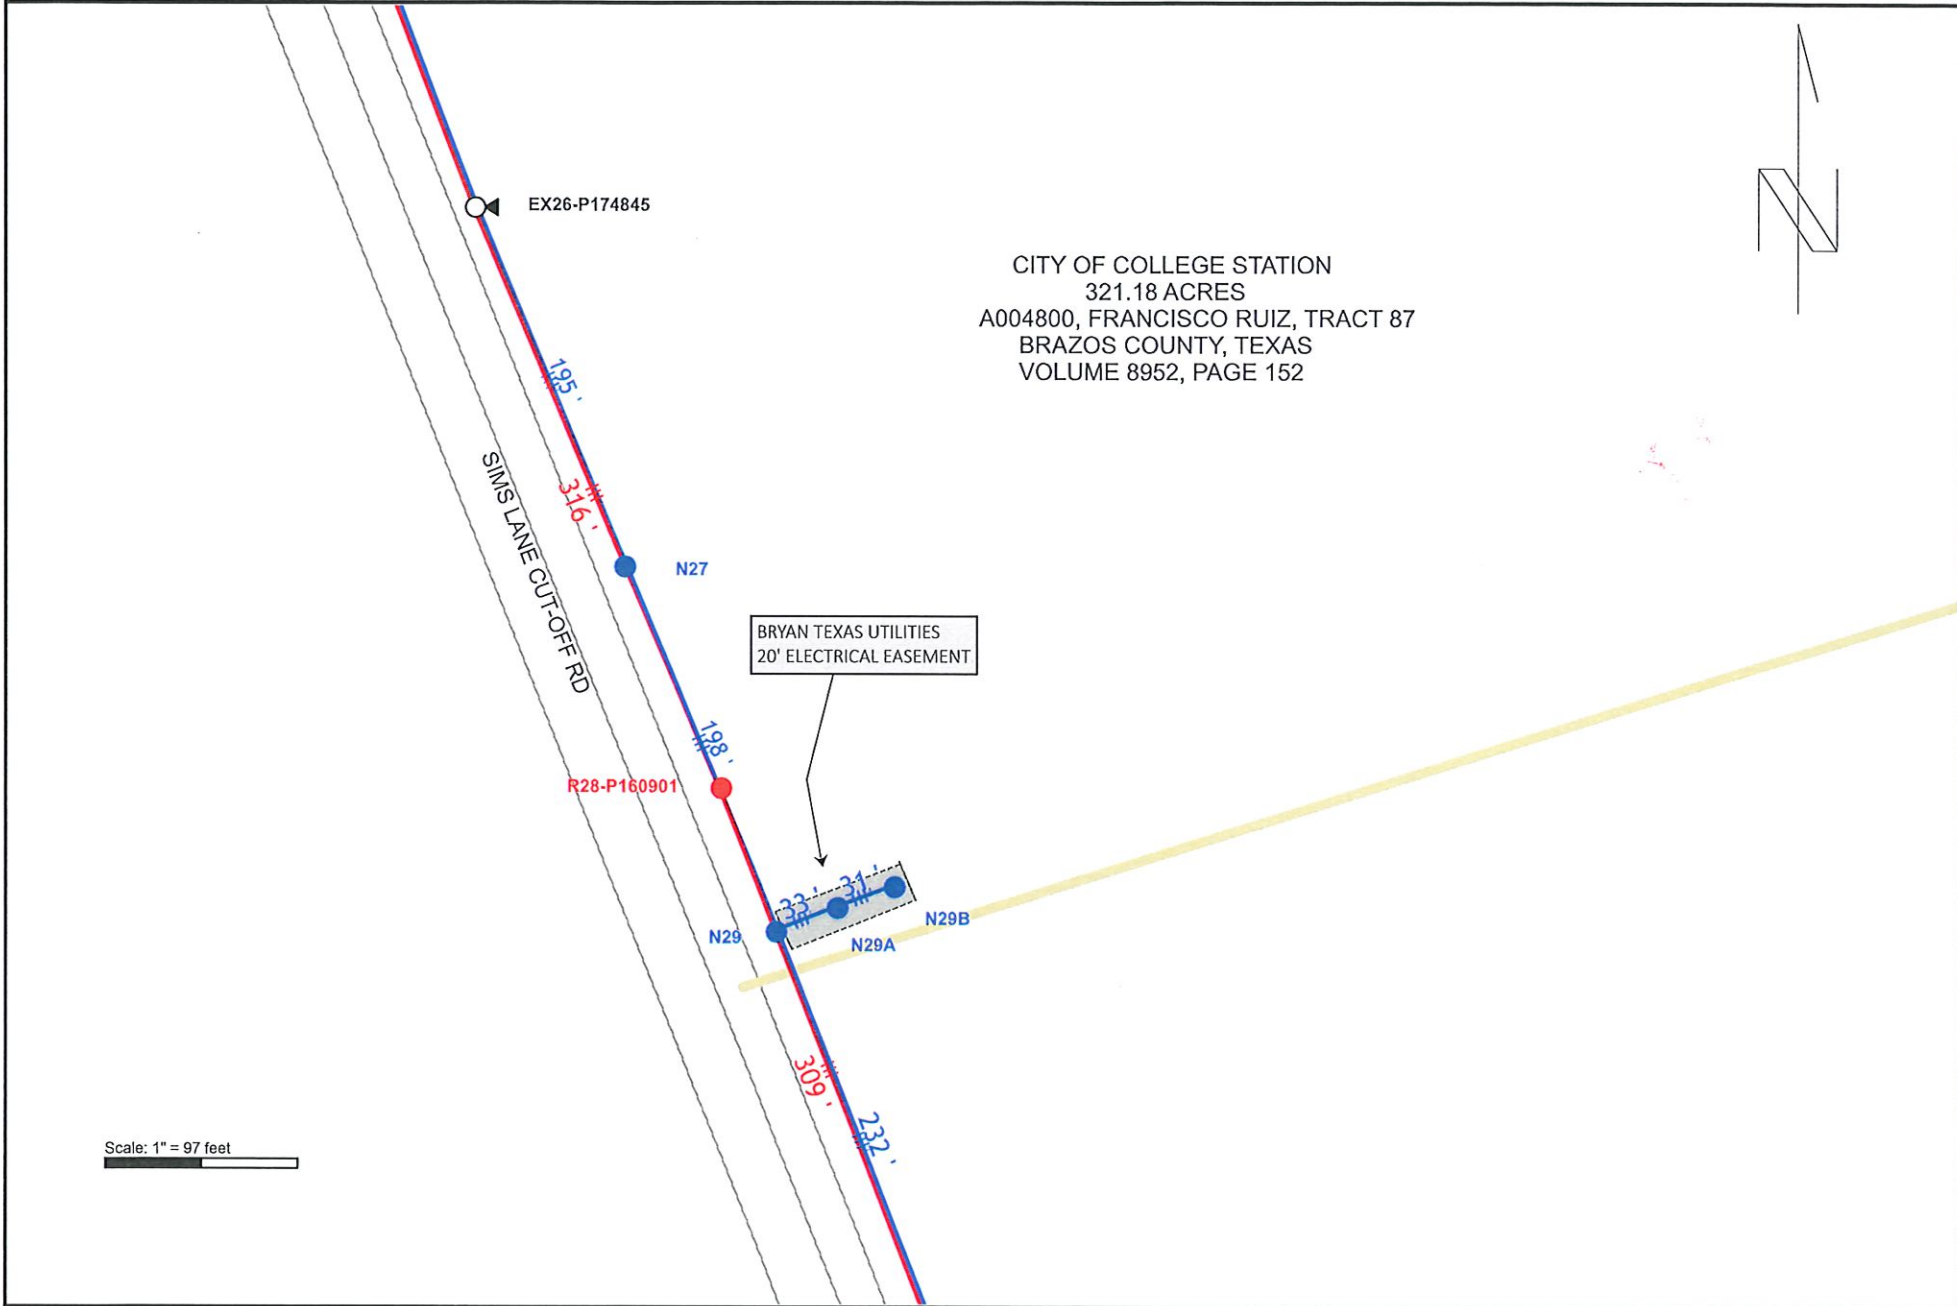 EX26-P174845
CITY OF COLLEGE STATION
321.18 ACRES
A004800, FRANCISCO RUIZ, TRACT 87
BRAZOS COUNTY, TEXAS
VOLUME 8952, PAGE 152
N
195 '
316 '
SIMS LANE CUT-OFF RD
N27
BRYAN TEXAS UTILITIES
20' ELECTRICAL EASEMENT
198 '
R28-P160901
33 '
31 '
N29
N29A
N29B
309 '
232 '
Scale: 1" = 97 feet